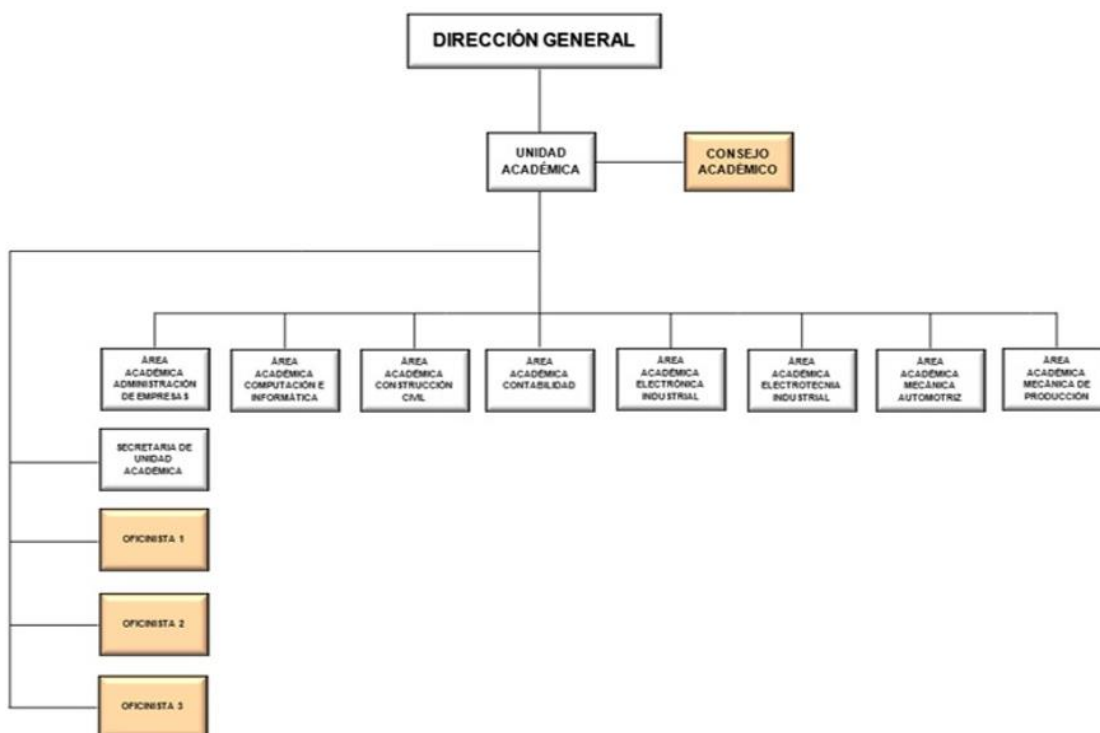 DIRECCIÓN GENERAL
UNIDAD
ACADÉMICA
CONSEJO
ACADÉMICO
ÁREA
ACADÉMICA
ADMINISTRACIÓN
DE EMPRESAS
ÁREA
ACADÉMICA
COMPUTACIÓN E
INFORMÁTICA
ÁREA
ACADÉMICA
CONSTRUCCIÓN
CIVIL
ÁREA
ACADÉMICA
CONTABILIDAD
ÁREA
ACADÉMICA
ELECTRÓNICA
INDUSTRIAL
ÁREA
ACADÉMICA
ELECTROTECNIA
INDUSTRIAL
ÁREA
ACADÉMICA
MECÁNICA
AUTOMOTRIZ
ÁREA
ACADÉMICA
MECÁNICA DE
PRODUCCIÓN
SECRETARIA DE
UNIDAD
ACADÉMICA
OFICINISTA 1
OFICINISTA 2
OFICINISTA 3